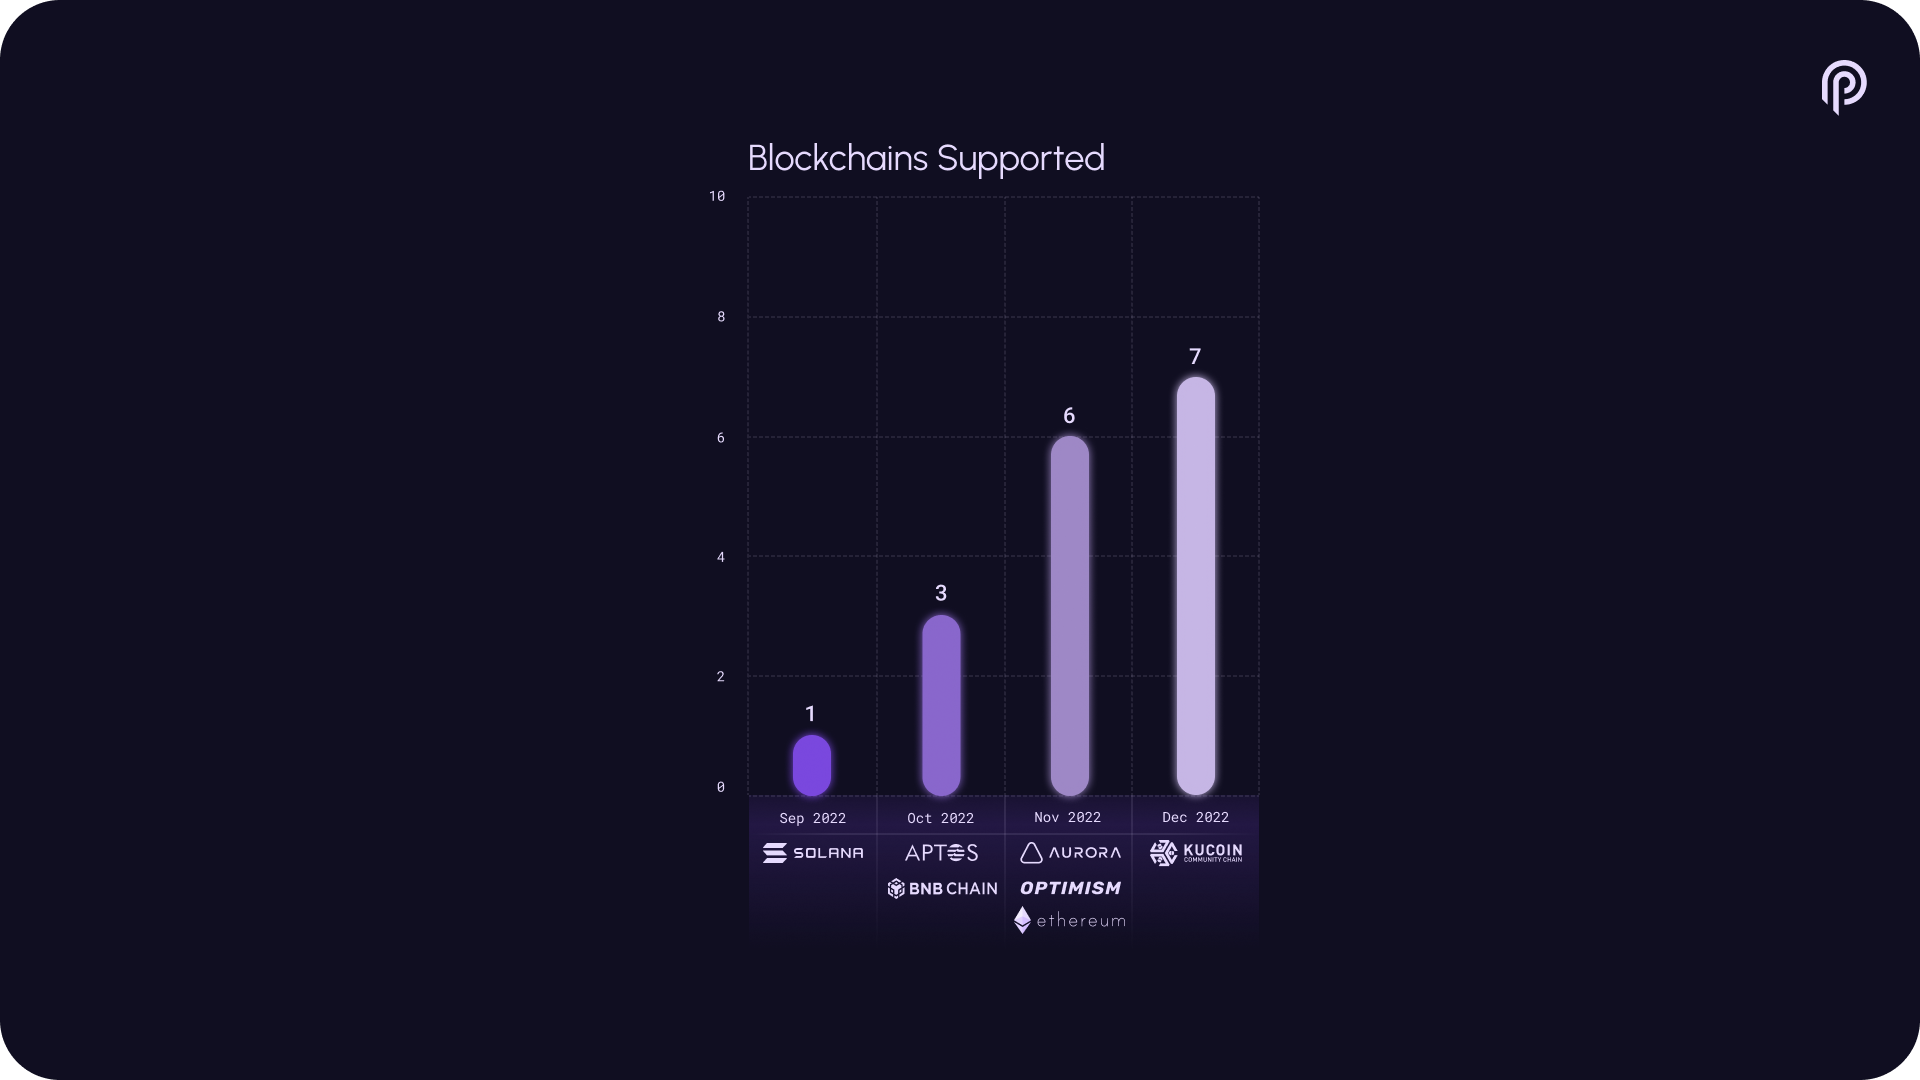 Blockchains Supported
10
8
6
4
2
0
1
3
6
7
Sep 2022
Oct 2022
Nov 2022
Dec 2022
SOLANA
APTOS
BNB CHAIN
AURORA
OPTIMISM
ethereum
KUCOIN
COMMUNITY CHAIN